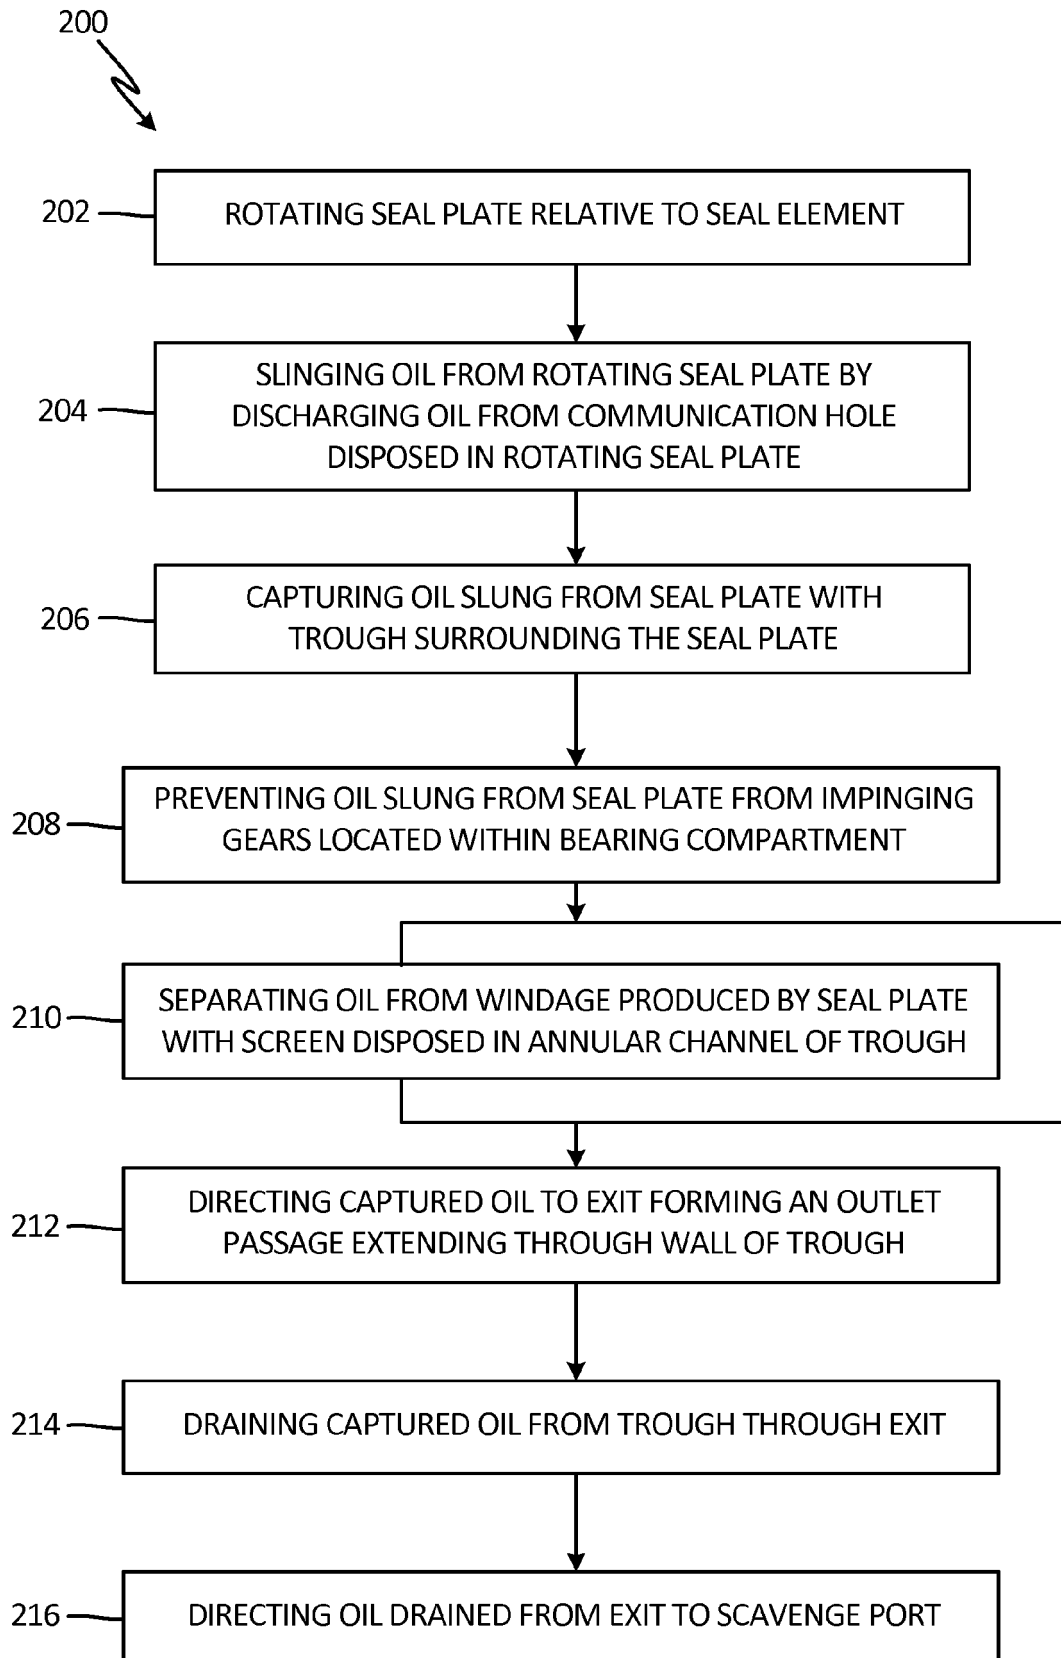 200
202
ROTATING SEAL PLATE RELATIVE TO SEAL ELEMENT
204
SLINGING OIL FROM ROTATING SEAL PLATE BY
DISCHARGING OIL FROM COMMUNICATION HOLE
DISPOSED IN ROTATING SEAL PLATE
206
CAPTURING OIL SLUNG FROM SEAL PLATE WITH
TROUGH SURROUNDING THE SEAL PLATE
208
PREVENTING OIL SLUNG FROM SEAL PLATE FROM IMPINGING
GEARS LOCATED WITHIN BEARING COMPARTMENT
210
SEPARATING OIL FROM WINDAGE PRODUCED BY SEAL PLATE
WITH SCREEN DISPOSED IN ANNULAR CHANNEL OF TROUGH
212
DIRECTING CAPTURED OIL TO EXIT FORMING AN OUTLET
PASSAGE EXTENDING THROUGH WALL OF TROUGH
214
DRAINING CAPTURED OIL FROM TROUGH THROUGH EXIT
216
DIRECTING OIL DRAINED FROM EXIT TO SCAVENGE PORT